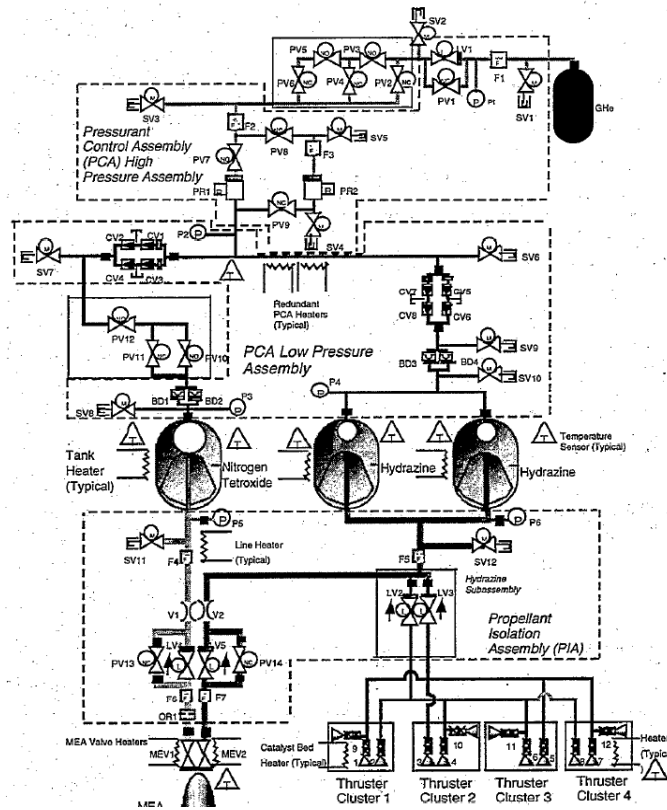 SV2
PV5
PV3
LV1
PV6
PV4
PV2
PV1
Pt
F1
SV1
GHe
SV3
Pressurant
Control Assembly
(PCA) High
Pressure Assembly
F2
PV7
PV8
SV5
F3
PR1
PR2
PV9
P2
SV4
CV2
CV1
SV7
CV4
CV3
SV6
Redundant
PCA Heaters
(Typical)
CV7
CV5
CV8
CV6
PV12
PV11
PV10
PCA Low Pressure
Assembly
SV9
BD3
BD4
SV10
BD1
BD2
P3
P4
SV8
Tank
Heater
(Typical)
Nitrogen
Tetroxide
Hydrazine
Hydrazine
Temperature
Sensor (Typical)
P5
P6
SV11
F4
Line Heater
(Typical)
SV12
F5
Hydrazine
Subassembly
V1
V2
LV2
LV3
Propellant
Isolation
Assembly (PIA)
PV13
PV14
F6
F7
OR1
MEA Valve Heaters
MEV1
MEV2
MEA
Catalyst Bed
Heater (Typical)
9
10
11
12
Thruster
Cluster 1
Thruster
Cluster 2
Thruster
Cluster 3
Thruster
Cluster 4